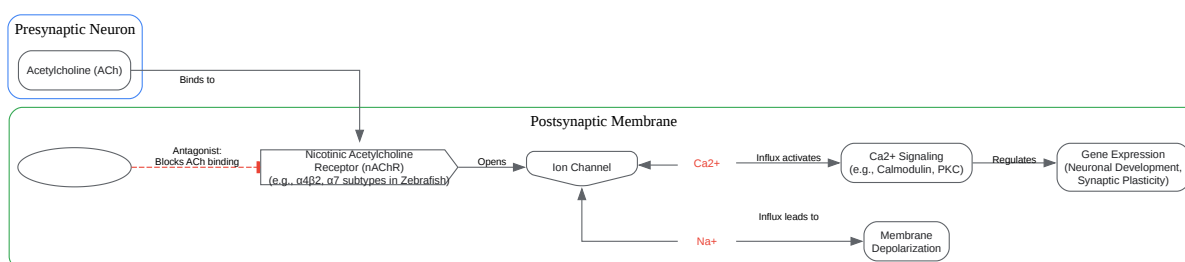 Presynaptic Neuron
Acetylcholine (ACh)
Binds to
Postsynaptic Membrane
Antagonist:
Blocks ACh binding
Nicotinic Acetylcholine
Receptor (nAChR)
(e.g., α4β2, α7 subtypes in Zebrafish)
Opens
Ion Channel
Ca2+
Influx activates
Ca2+ Signaling
(e.g., Calmodulin, PKC)
Regulates
Gene Expression
(Neuronal Development,
Synaptic Plasticity)
Na+
Influx leads to
Membrane
Depolarization